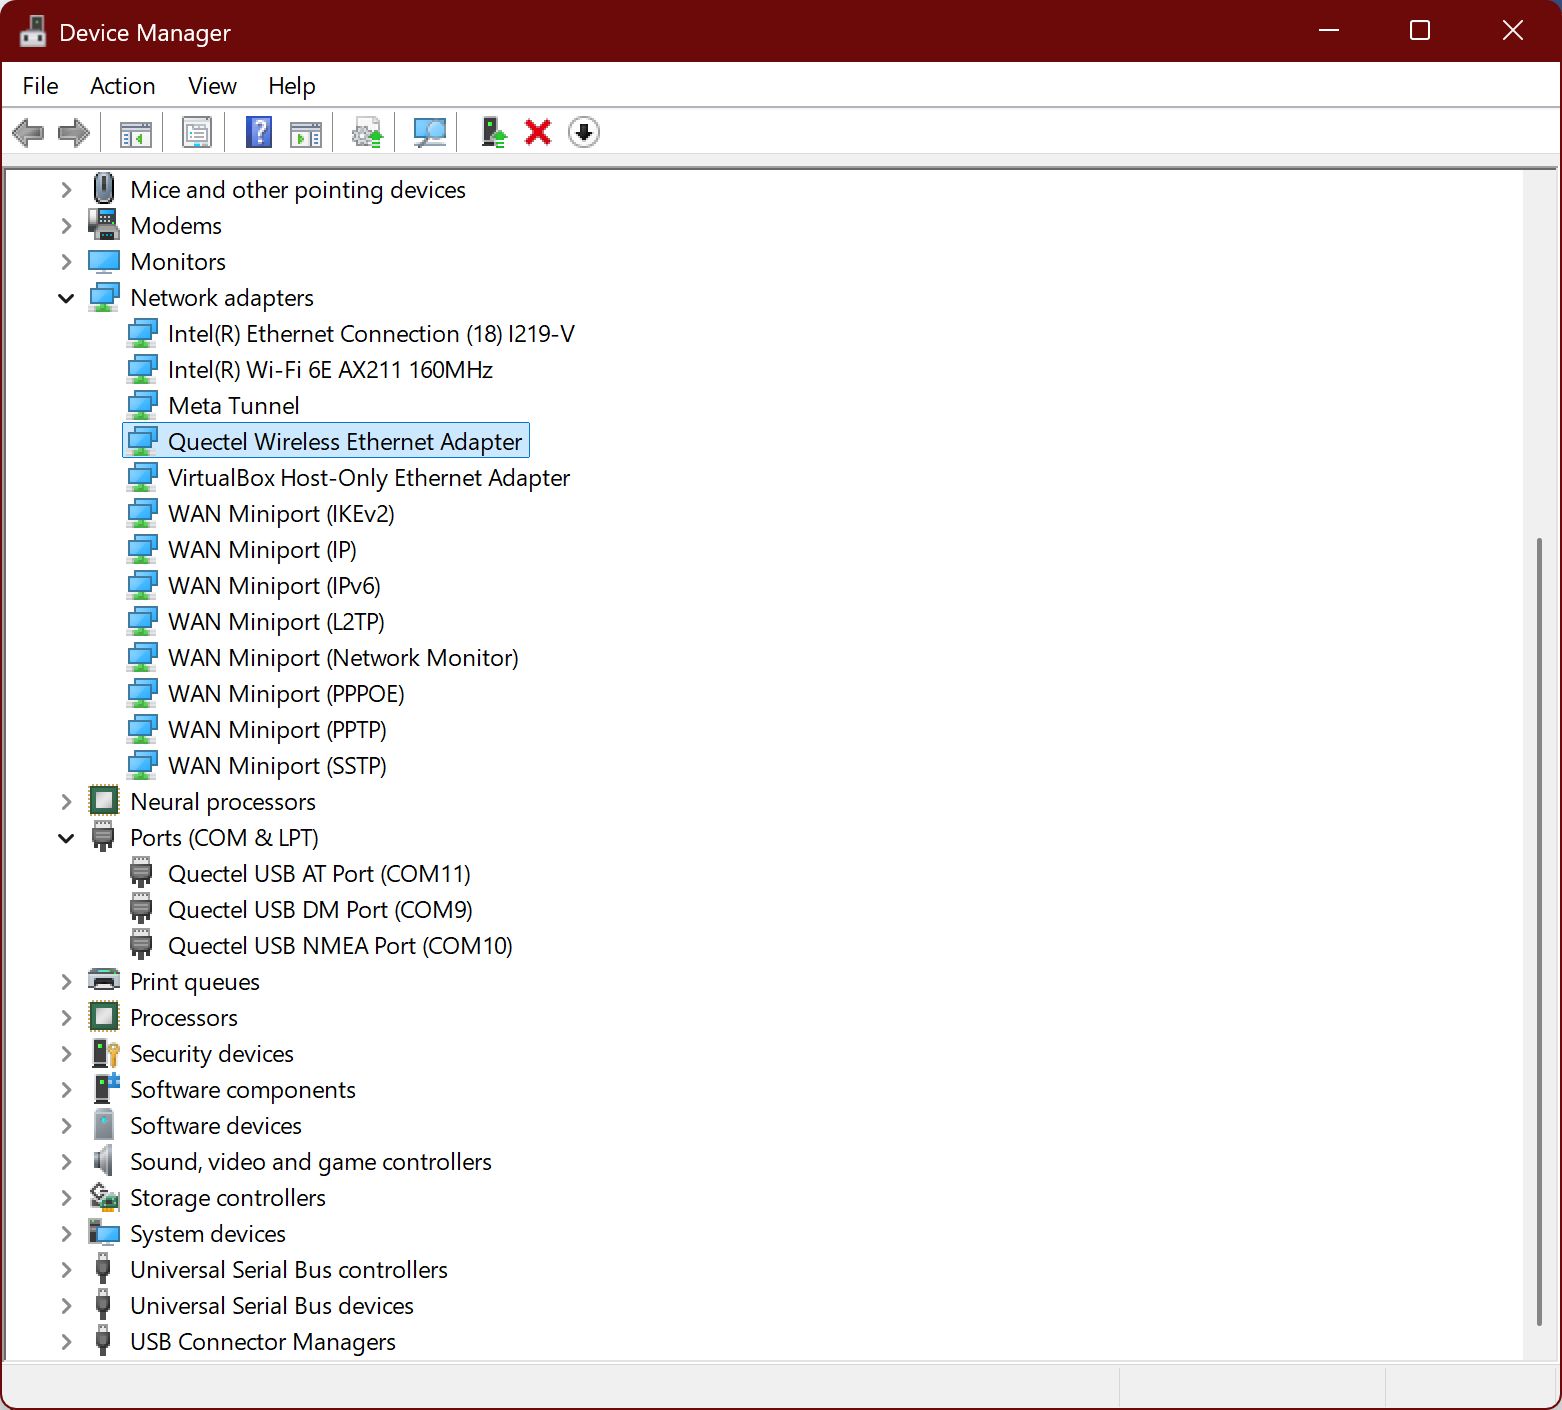 Device Manager
File Action View Help
Mice and other pointing devices
Modems
Monitors
Network adapters
Intel(R) Ethernet Connection (18) I219-V
Intel(R) Wi-Fi 6E AX211 160MHz
Meta Tunnel
Quectel Wireless Ethernet Adapter
VirtualBox Host-Only Ethernet Adapter
WAN Miniport (IKEv2)
WAN Miniport (IP)
WAN Miniport (IPv6)
WAN Miniport (L2TP)
WAN Miniport (Network Monitor)
WAN Miniport (PPPOE)
WAN Miniport (PPTP)
WAN Miniport (SSTP)
Neural processors
Ports (COM & LPT)
Quectel USB AT Port (COM11)
Quectel USB DM Port (COM9)
Quectel USB NMEA Port (COM10)
Print queues
Processors
Security devices
Software components
Software devices
Sound, video and game controllers
Storage controllers
System devices
Universal Serial Bus controllers
Universal Serial Bus devices
USB Connector Managers